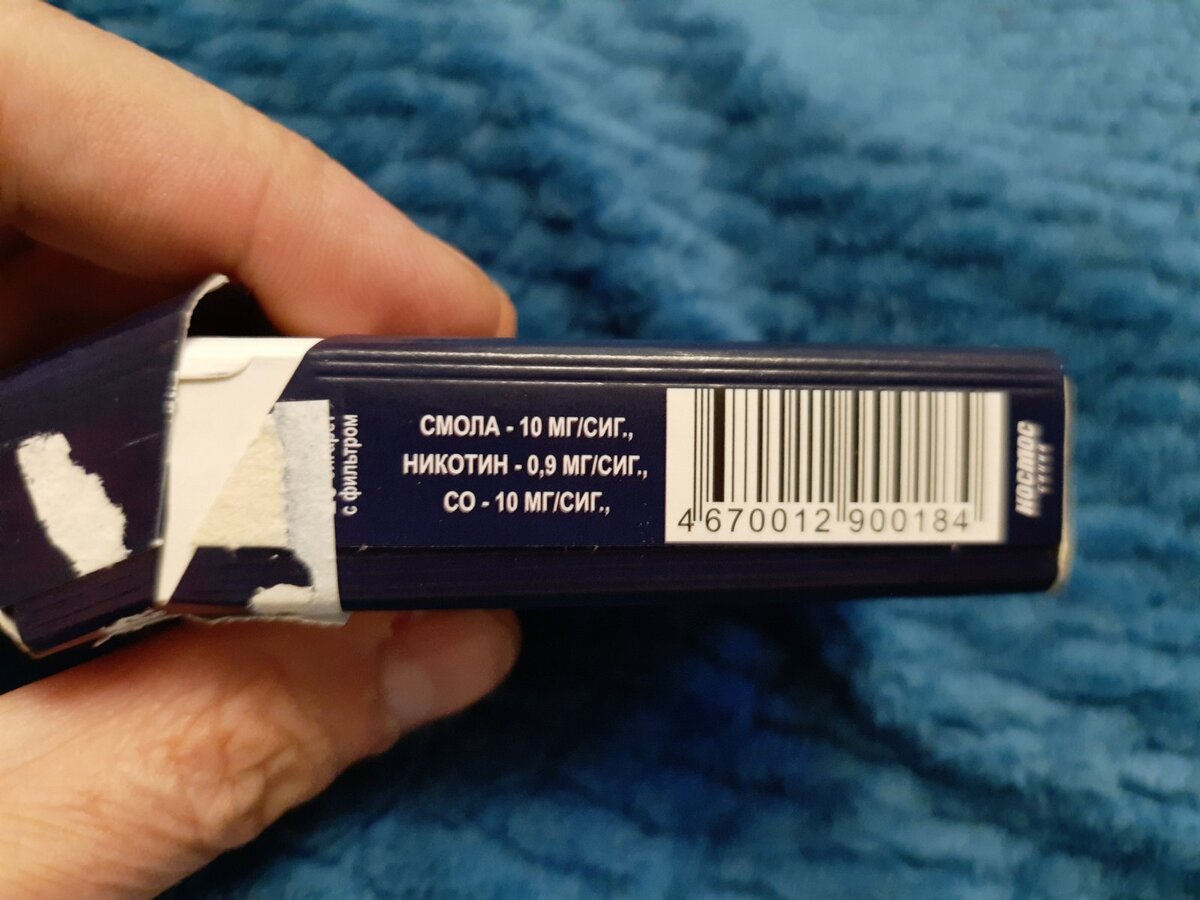 с фильтром
СМОЛА - 10 МГ/СИГ.,
НИКОТИН - 0,9 МГ/СИГ.,
СО - 10 МГ/СИГ.,
4 670012 900184
КОСМОС